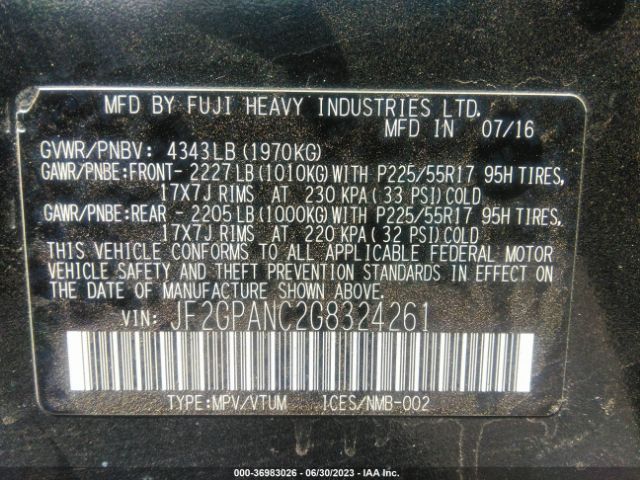 MFD BY FUJI HEAVY INDUSTRIES LTD.
MFD IN 07/16
GVWR/PNBV: 4343LB(1970KG)
GAWR/PNBE:FRONT- 2227LB(1010KG)WITH P225/55R17 95H TIRES,
17X7J RIMS AT 230 KPA( 33 PSI)COLD
GAWR/PNBE:REAR - 2205LB(1000KG)WITH P225/55R17 95H TIRES,
17X7J RIMS AT 220 KPA( 32 PSI)COLD
THIS VEHICLE CONFORMS TO ALL APPLICABLE FEDERAL MOTOR
VEHICLE SAFETY AND THEFT PREVENTION STANDARDS IN EFFECT ON
THE DATE OF MANUFACTURE SHOWN ABOVE.
VIN: JF2GPANC2G8324261
TYPE:MPV/VTUM ICES/NMB-002
000-36983026 - 06/30/2023 - IAA Inc.